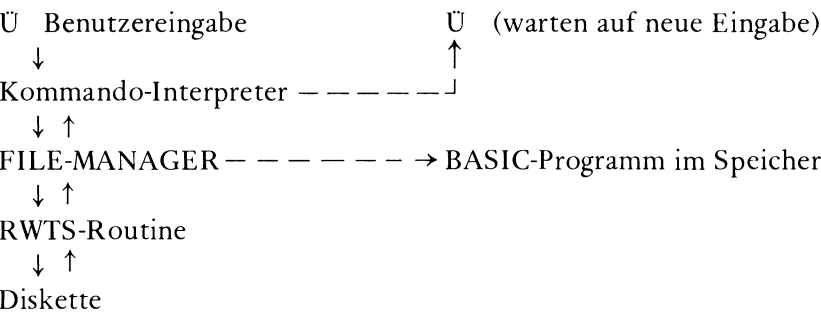 Ü Benutzereingabe Ü (warten auf neue Eingabe)
↓ ↑
Kommando-Interpreter — — — — — ┘
↓ ↑
FILE-MANAGER — — — — — — — → BASIC-Programm im Speicher
↓ ↑
RWTS-Routine
↓ ↑
Diskette